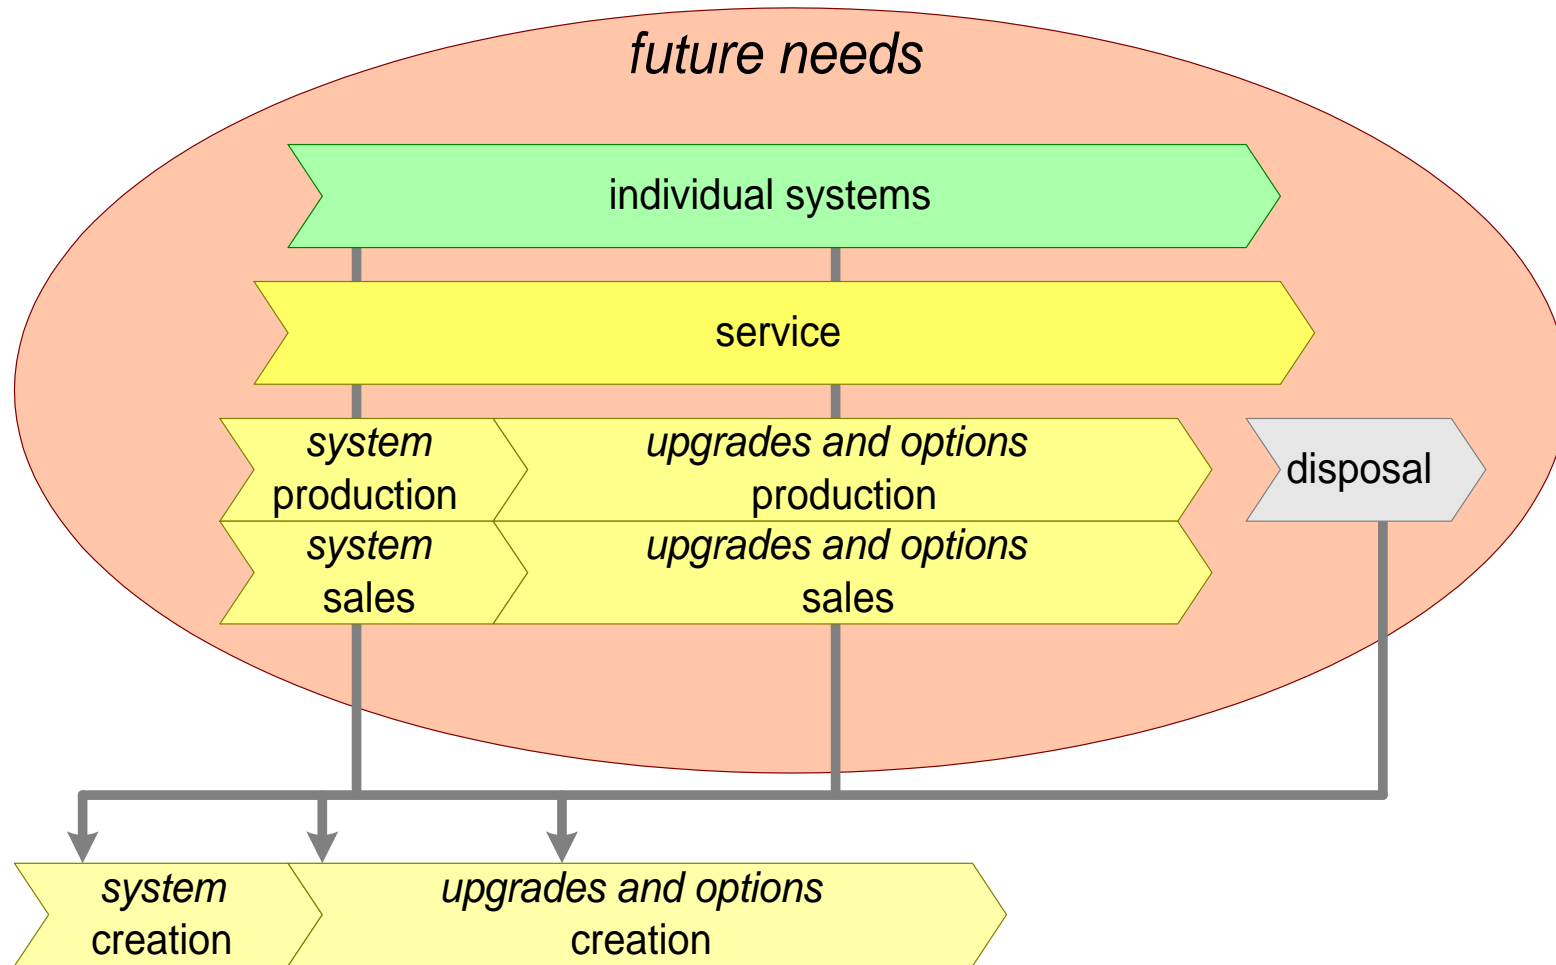 future needs
individual systems
service
system
production
upgrades and options
production
disposal
system
sales
upgrades and options
sales
system
creation
upgrades and options
creation